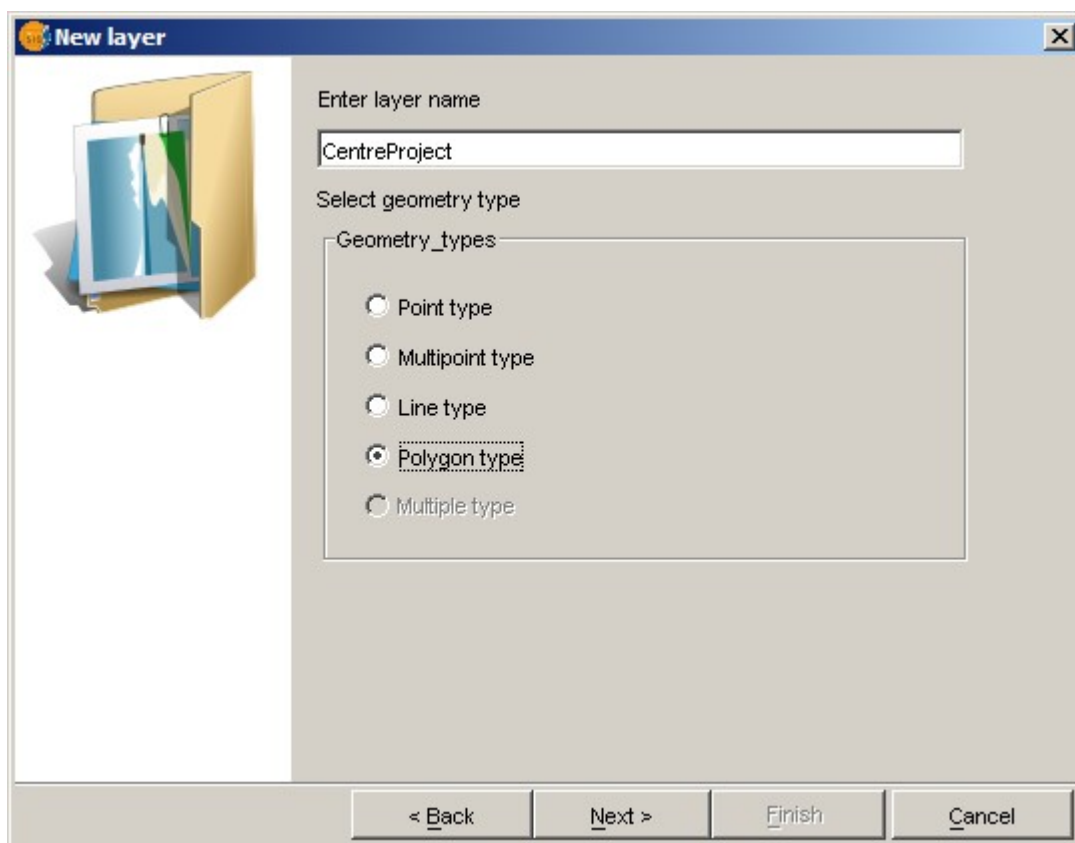 New layer
Enter layer name
CentreProject
Select geometry type
Geometry_types
Point type
Multipoint type
Line type
Polygon type
Multiple type
< Back Next > Finish Cancel